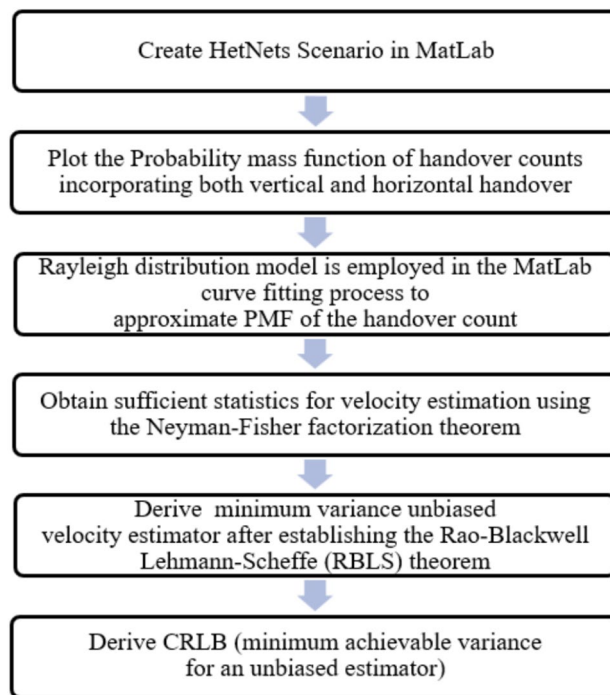 Create HetNets Scenario in MatLab
Plot the Probability mass function of handover counts
incorporating both vertical and horizontal handover
Rayleigh distribution model is employed in the MatLab
curve fitting process to
approximate PMF of the handover count
Obtain sufficient statistics for velocity estimation using
the Neyman-Fisher factorization theorem
Derive minimum variance unbiased
velocity estimator after establishing the Rao-Blackwell
Lehmann-Scheffe (RBLS) theorem
Derive CRLB (minimum achievable variance
for an unbiased estimator)